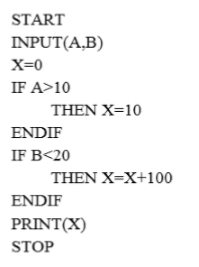 START
INPUT(A,B)
X=0
IF A>10
THEN X=10
ENDIF
IF B<20
THEN X=X+100
ENDIF
PRINT(X)
STOP